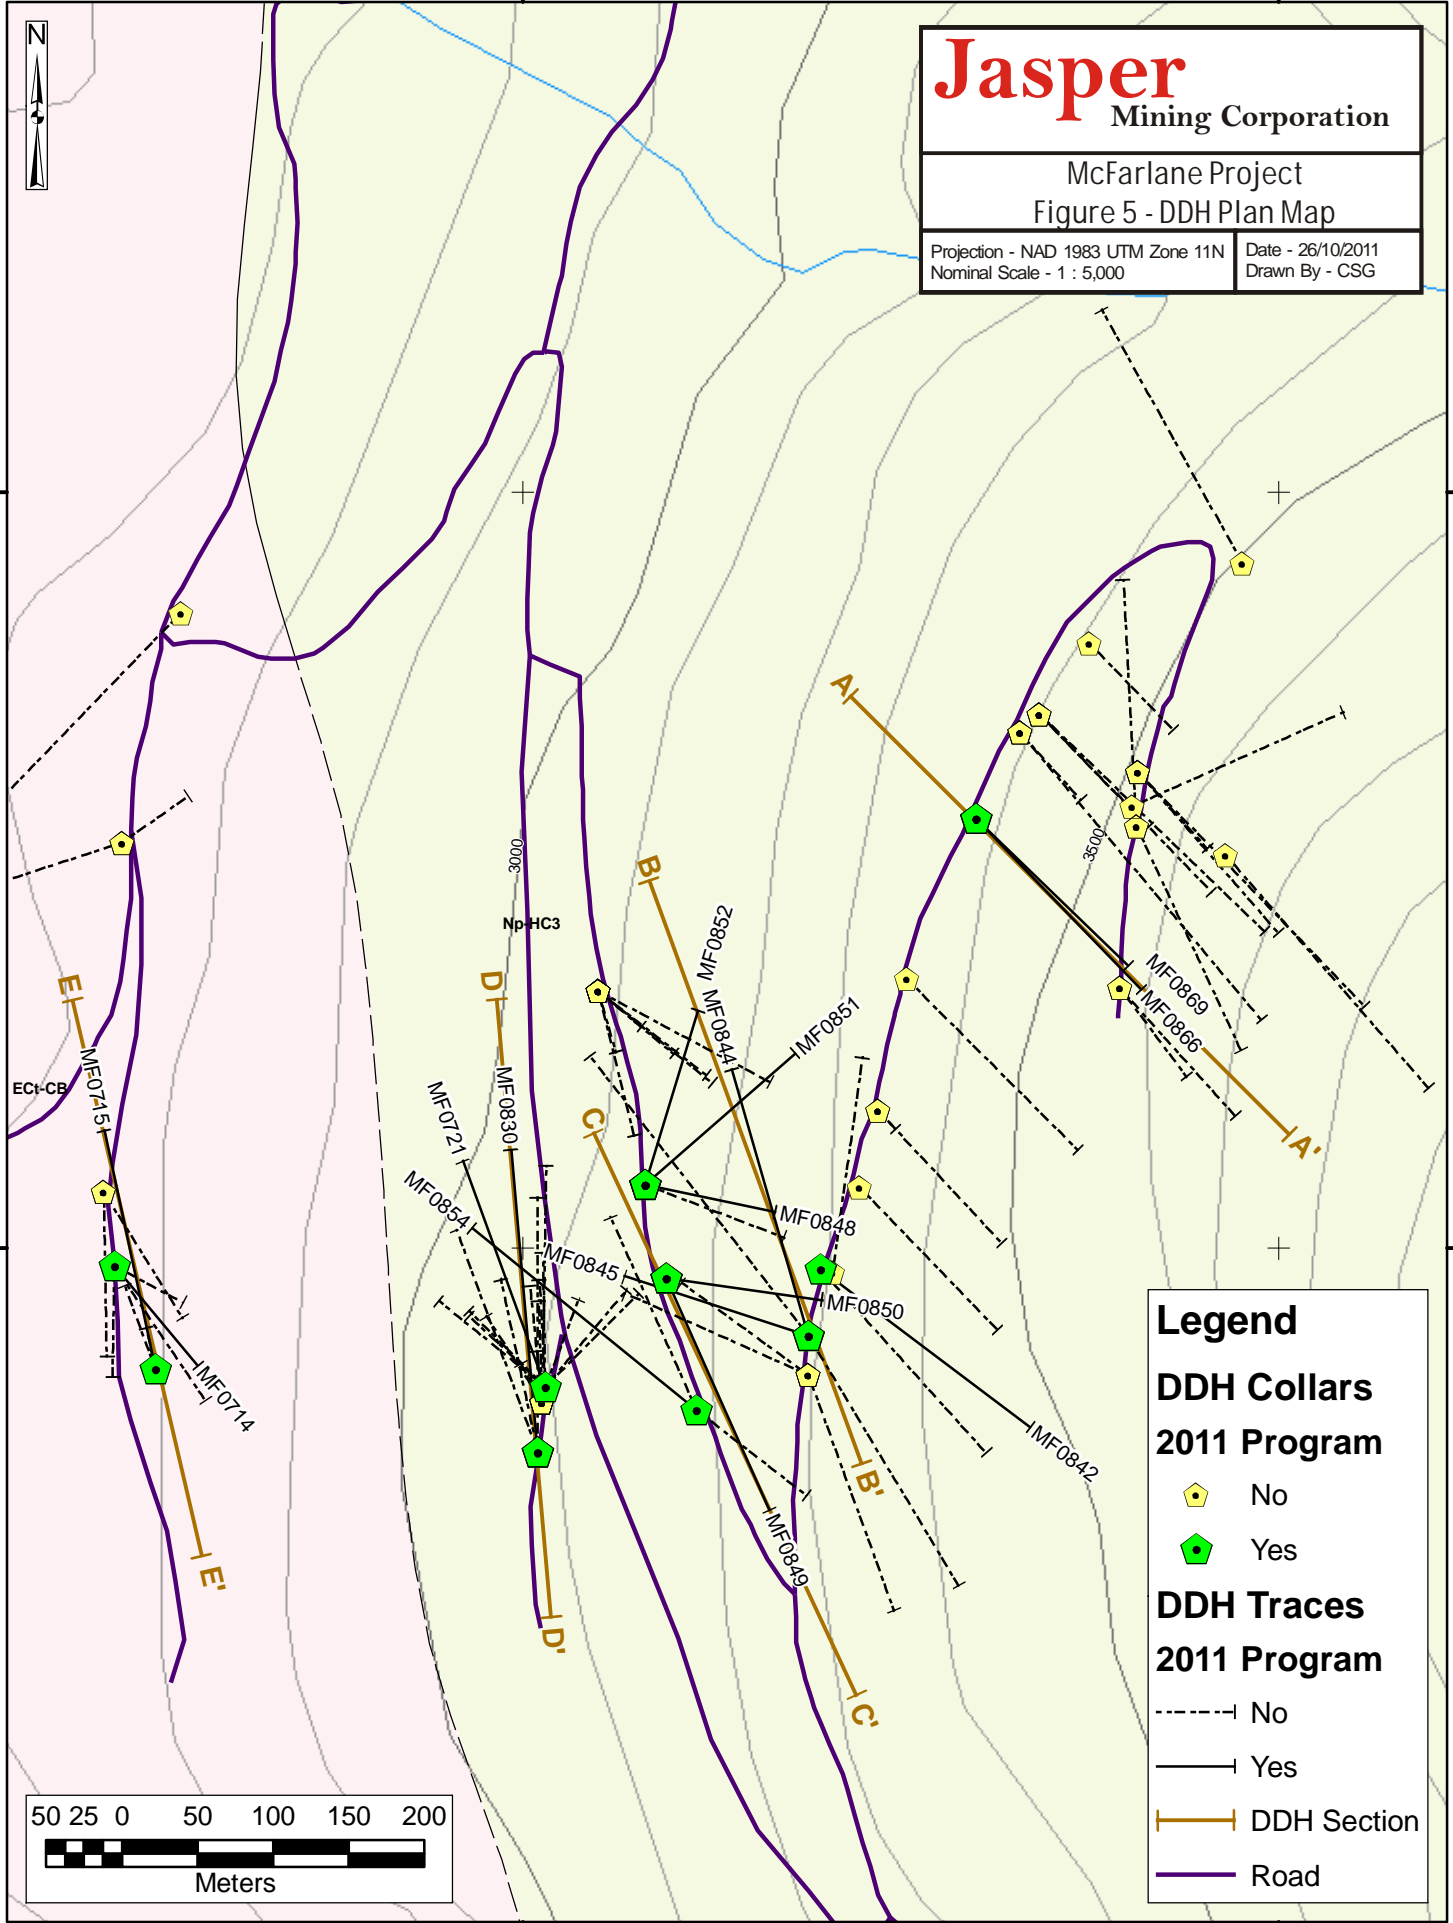 N
Jasper
Mining Corporation
McFarlane Project
Figure 5 - DDH Plan Map
Projection - NAD 1983 UTM Zone 11N
Nominal Scale - 1 : 5,000
Date - 26/10/2011
Drawn By - CSG
A
3000
3500
B
MF0852
Np-HC3
MF0869
MF0866
D
E
MF0844
MF0851
ECt-CB
MF0715
MF0721
MF0830
C
A'
MF0854
MF0848
MF0845
MF0850
MF0714
MF0842
B'
MF0849
E'
D'
C'
Legend
DDH Collars
2011 Program
No
Yes
DDH Traces
2011 Program
No
Yes
DDH Section
Road
50 25 0 50 100 150 200
Meters